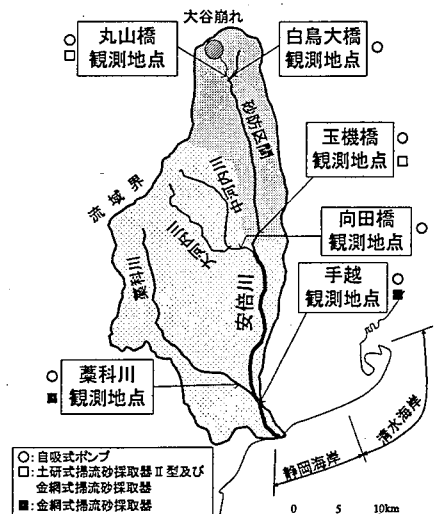 大谷崩れ
○ 丸山橋
□ 観測地点
白鳥大橋
観測地点 ○
砂防区間
玉機橋 ○
観測地点 □
中河内川
流域界
大河内川
向田橋
観測地点 ○
藁科川
安倍川
手越 ○
観測地点 ■
○ 藁科川
■ 観測地点
清水海岸
静岡海岸
○:自吸式ポンプ
□:土研式掃流砂採取器Ⅱ型及び
金網式掃流砂採取器
■:金網式掃流砂採取器
0 5 10km